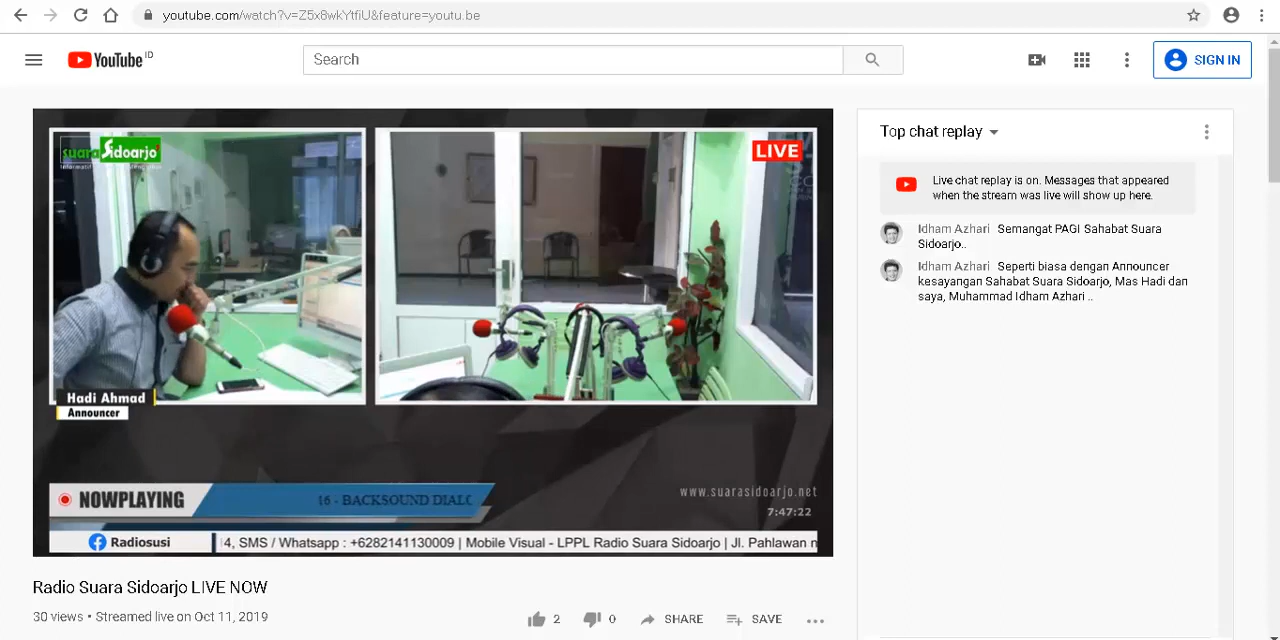 youtube.com/watch?v=Z5x8wkYtfiU&feature=youtu.be
YouTube ID
Search
SIGN IN
suara Sidoarjo
LIVE
Hadi Ahmad
Announcer
NOWPLAYING
16 - BACKSOUND DIALO
www.suarasidoarjo.net
7:47:22
Radiosusi
4, SMS / Whatsapp : +6282141130009 | Mobile Visual - LPPL Radio Suara Sidoarjo | Jl. Pahlawan
Radio Suara Sidoarjo LIVE NOW
30 views • Streamed live on Oct 11, 2019
2
0
SHARE
SAVE
Top chat replay
Live chat replay is on. Messages that appeared
when the stream was live will show up here.
Idham Azhari Semangat PAGI Sahabat Suara
Sidoarjo..
Idham Azhari Seperti biasa dengan Announcer
kesayangan Sahabat Suara Sidoarjo, Mas Hadi dan
saya, Muhammad Idham Azhari ..